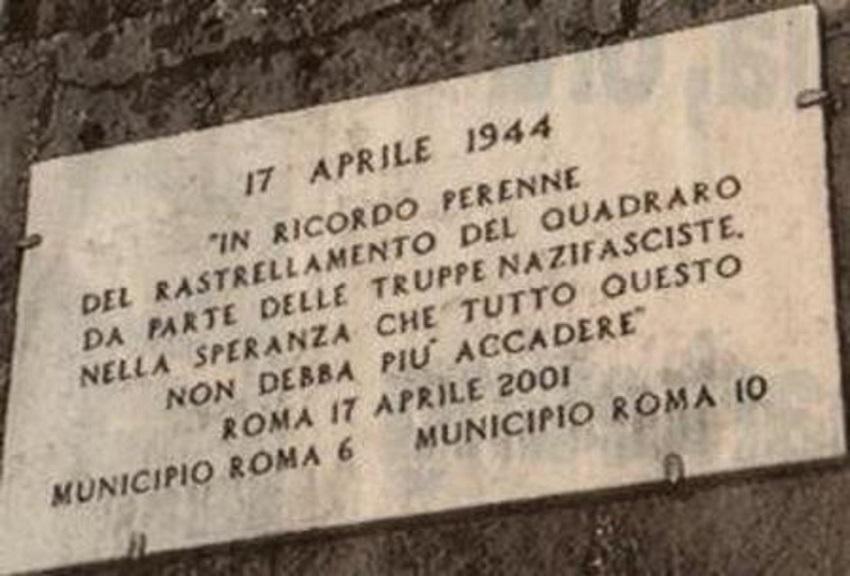 17 APRILE 1944
"IN RICORDO PERENNE
DEL RASTRELLAMENTO DEL QUADRARO
DA PARTE DELLE TRUPPE NAZIFASCISTE.
NELLA SPERANZA CHE TUTTO QUESTO
NON DEBBA PIU' ACCADERE"
ROMA 17 APRILE 2001
MUNICIPIO ROMA 6 MUNICIPIO ROMA 10